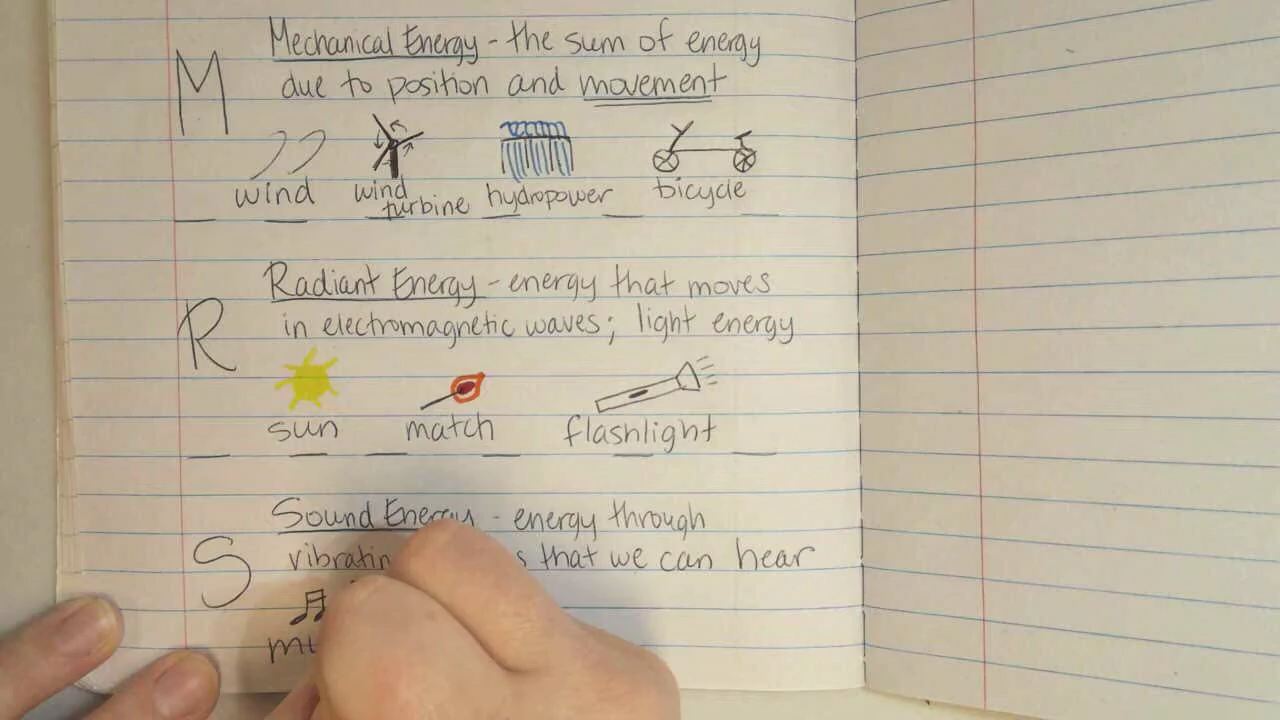 M
Mechanical Energy - the sum of energy
due to position and movement
wind wind turbine hydropower bicycle
R
Radiant Energy - energy that moves
in electromagnetic waves; light energy
sun match flashlight
S
Sound Energy - energy through
that we can hear